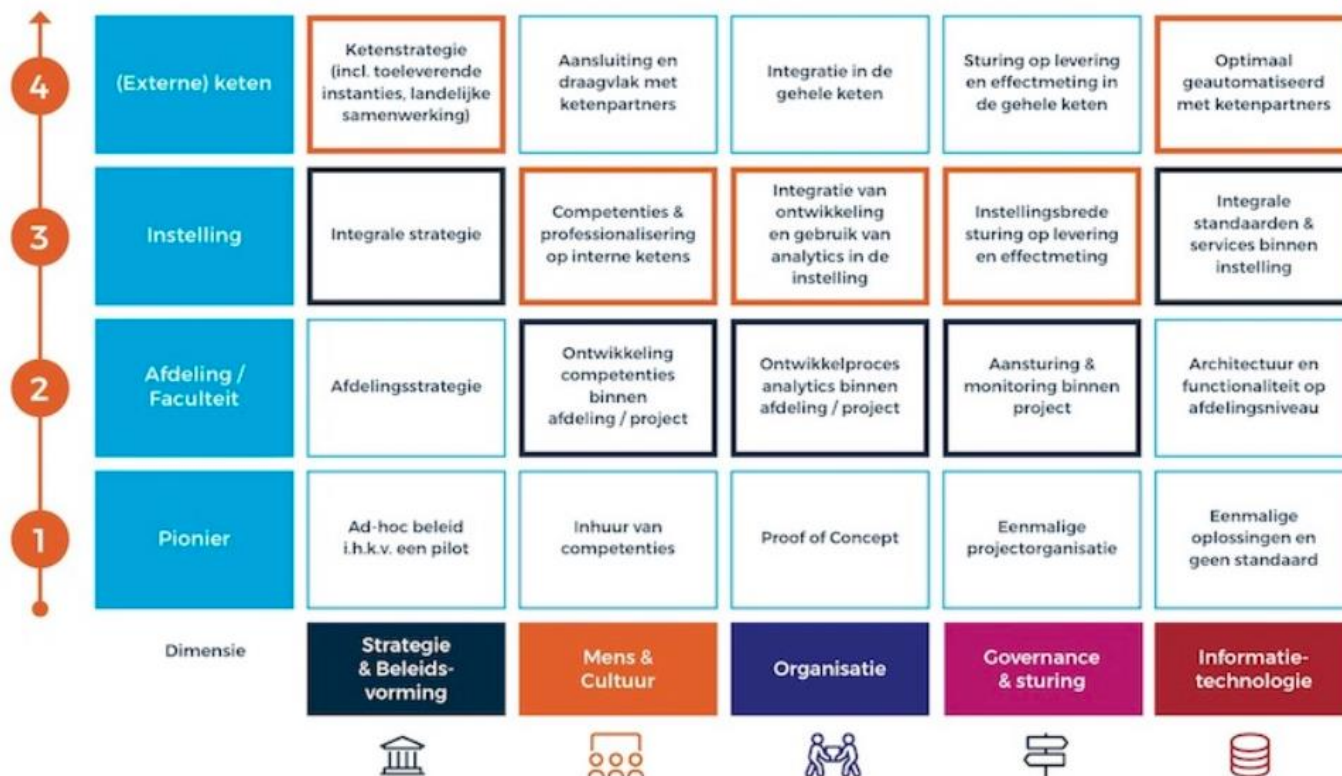 4
(Externe) keten
Ketenstrategie
(incl. toeleverende
instanties, landelijke
samenwerking)
Aansluiting en
draagvlak met
ketenpartners
Integratie in de
gehele keten
Sturing op levering
en effectmeting in
de gehele keten
Optimaal
geautomatiseerd
met ketenpartners
3
Instelling
Integrale strategie
Competenties &
professionalisering
op interne ketens
Integratie van
ontwikkeling
en gebruik van
analytics in de
instelling
Instellingsbrede
sturing op levering
en effectmeting
Integrale
standaarden &
services binnen
instelling
2
Afdeling /
Faculteit
Afdelingsstrategie
Ontwikkeling
competenties
binnen
afdeling / project
Ontwikkelproces
analytics binnen
afdeling / project
Aansturing &
monitoring binnen
project
Architectuur en
functionaliteit op
afdelingsniveau
1
Pionier
Ad-hoc beleid
i.h.k.v. een pilot
Inhuur van
competenties
Proof of Concept
Eenmalige
projectorganisatie
Eenmalige
oplossingen en
geen standaard
Dimensie
Strategie
& Beleids-
vorming
Mens &
Cultuur
Organisatie
Governance
& sturing
Informatie-
technologie